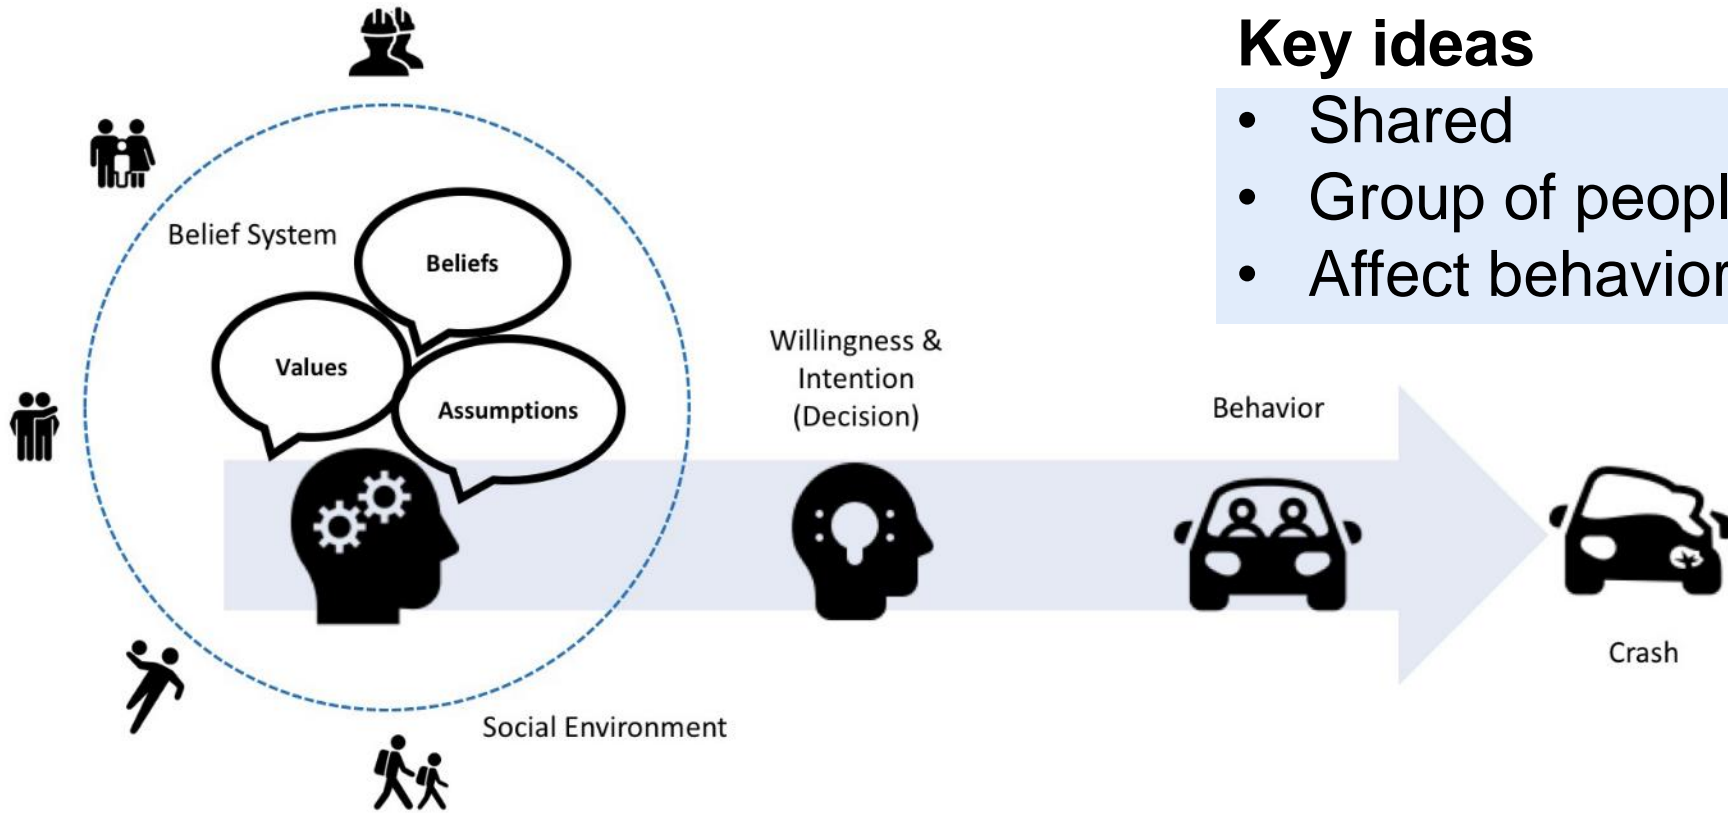 Key ideas
• Shared
• Group of peopl
• Affect behavior
Belief System
Beliefs
Values
Assumptions
Willingness &
Intention
(Decision)
Behavior
Crash
Social Environment